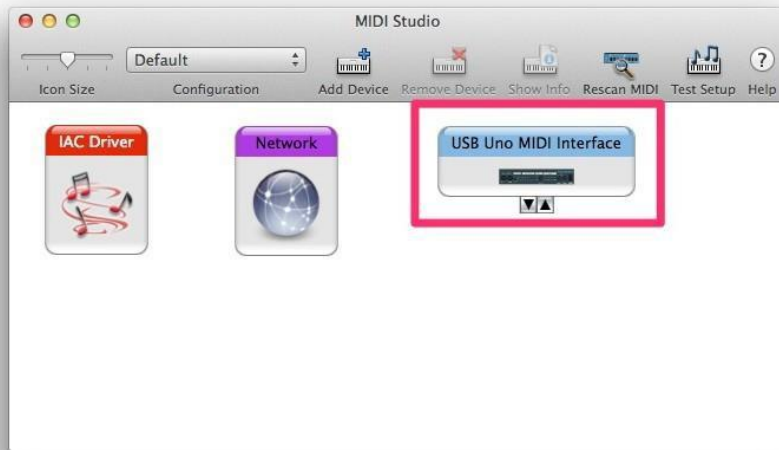 MIDI Studio
Default
Icon Size Configuration Add Device Remove Device Show Info Rescan MIDI Test Setup Help
?
IAC Driver Network USB Uno MIDI Interface